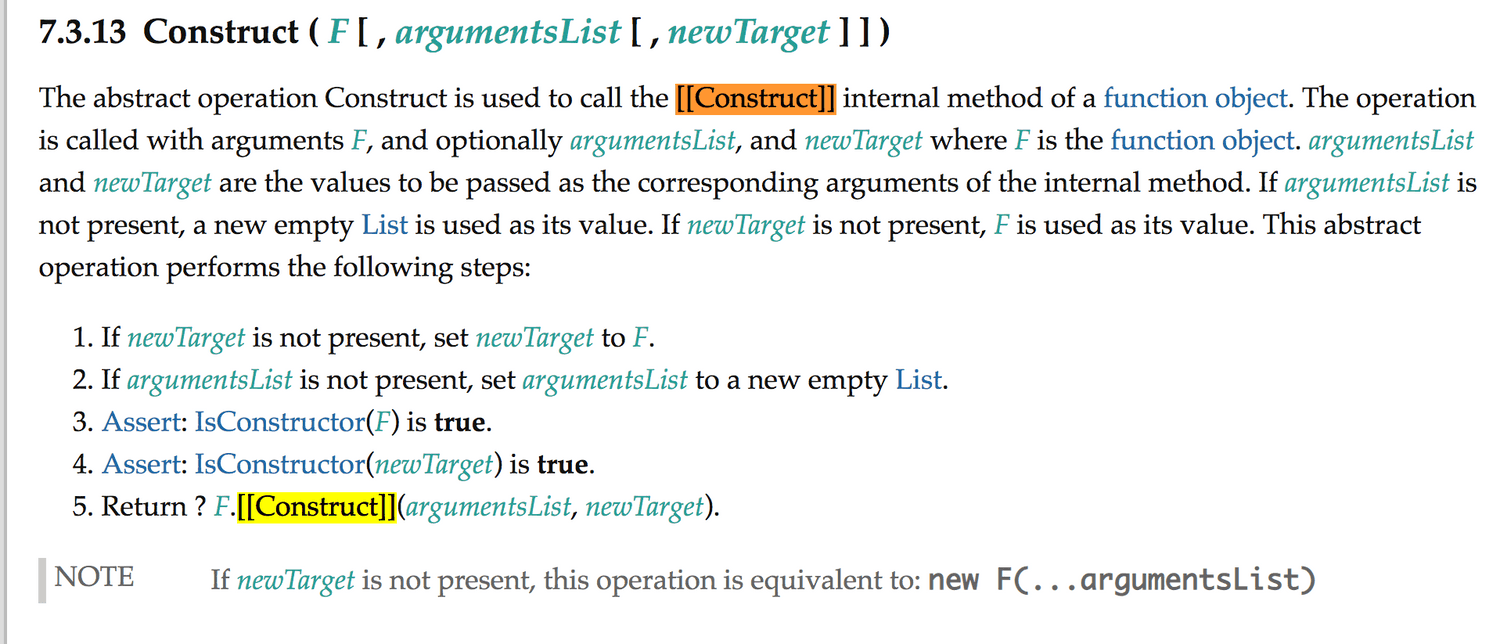 7.3.13 Construct ( F [ , argumentsList [ , newTarget ] ] )
The abstract operation Construct is used to call the [[Construct]] internal method of a function object. The operation
is called with arguments F, and optionally argumentsList, and newTarget where F is the function object. argumentsList
and newTarget are the values to be passed as the corresponding arguments of the internal method. If argumentsList is
not present, a new empty List is used as its value. If newTarget is not present, F is used as its value. This abstract
operation performs the following steps:
1. If newTarget is not present, set newTarget to F.
2. If argumentsList is not present, set argumentsList to a new empty List.
3. Assert: IsConstructor(F) is true.
4. Assert: IsConstructor(newTarget) is true.
5. Return ? F.[[Construct]](argumentsList, newTarget).
NOTE If newTarget is not present, this operation is equivalent to: new F(...argumentsList)